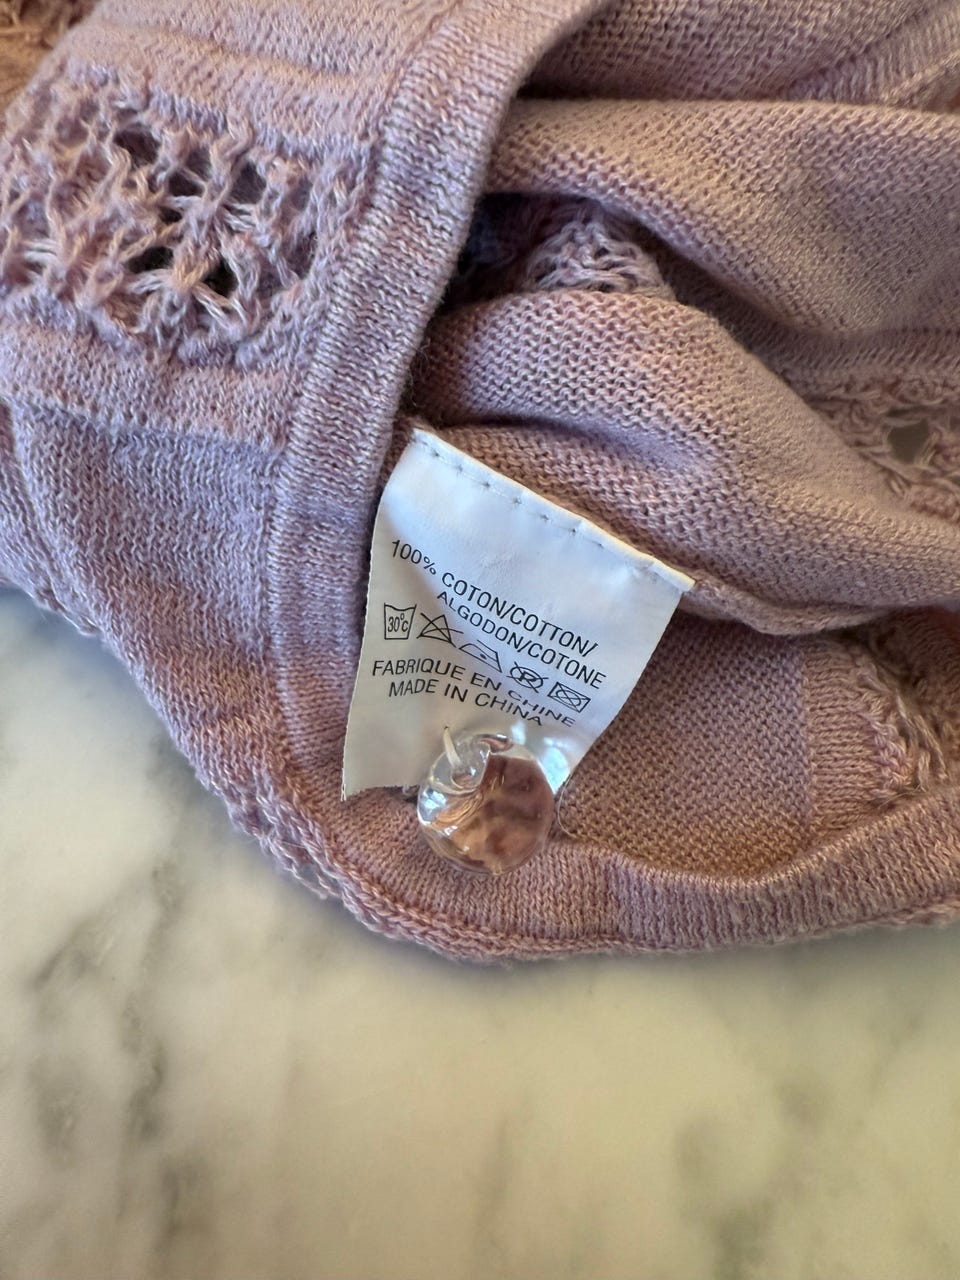 100% COTON/COTTON/
ALGODON/COTONE
30°C P
FABRIQUE EN CHINE
MADE IN CHINA